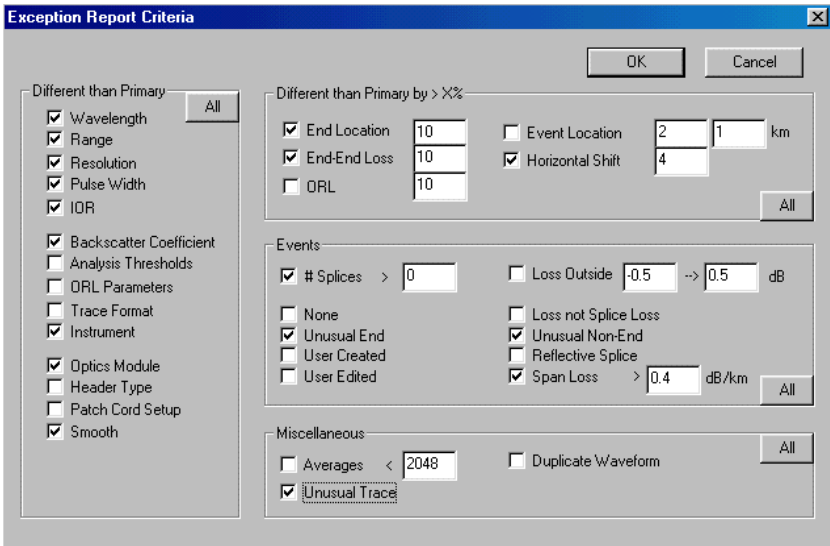 Exception Report Criteria
OK
Cancel
Different than Primary
All
Wavelength
Range
Resolution
Pulse Width
IOR
Backscatter Coefficient
Analysis Thresholds
ORL Parameters
Trace Format
Instrument
Optics Module
Header Type
Patch Cord Setup
Smooth
Different than Primary by > X%
End Location 10
End-End Loss 10
ORL 10
Event Location 2 1 km
Horizontal Shift 4
All
Events
# Splices > 0
Loss Outside -0.5 --> 0.5 dB
None
Unusual End
User Created
User Edited
Loss not Splice Loss
Unusual Non-End
Reflective Splice
Span Loss > 0.4 dB/km
All
Miscellaneous
All
Averages < 2048
Duplicate Waveform
Unusual Trace